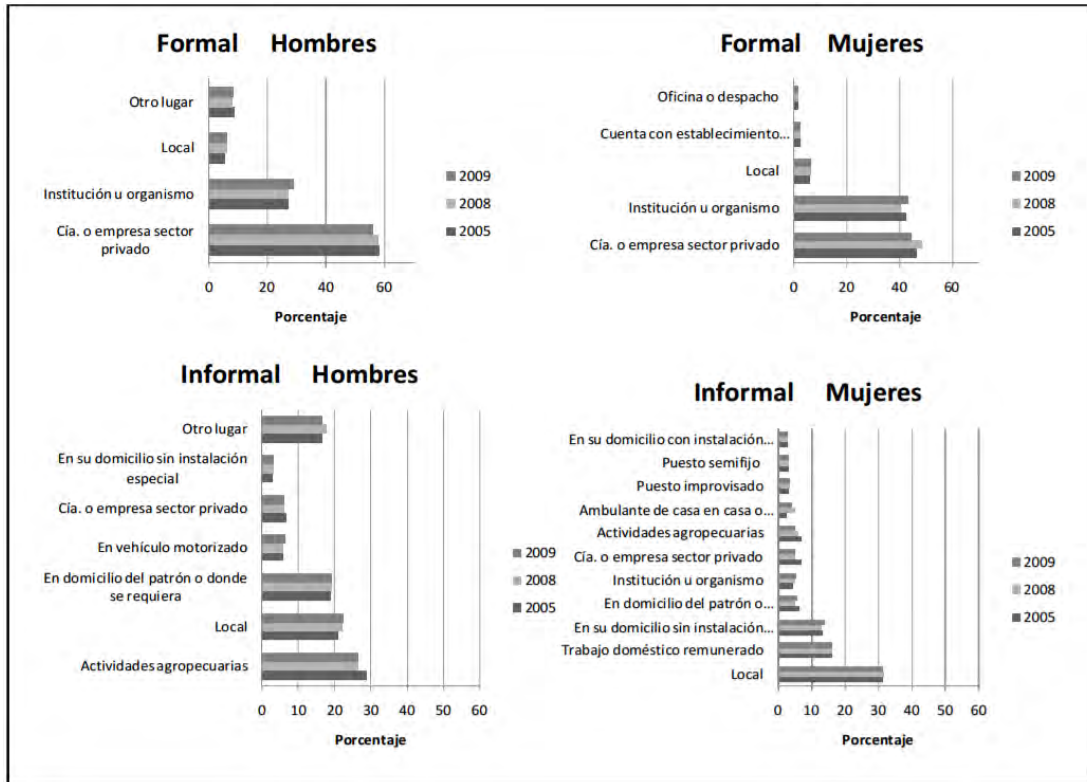 Formal Hombres
Otro lugar
Local
Institución u organismo
Cía. o empresa sector
privado
0 20 40 60
Porcentaje
2009
2008
2005
Formal Mujeres
Oficina o despacho
Cuenta con establecimiento...
Local
Institución u organismo
Cía. o empresa sector privado
0 20 40 60
Porcentaje
2009
2008
2005
Informal Hombres
Otro lugar
En su domicilio sin instalación
especial
Cía. o empresa sector privado
En vehículo motorizado
En domicilio del patrón o donde
se requiera
Local
Actividades agropecuarias
0 10 20 30 40 50 60
Porcentaje
2009
2008
2005
Informal Mujeres
En su domicilio con instalación...
Puesto semifijo
Puesto improvisado
Ambulante de casa en casa o...
Actividades agropecuarias
Cía. o empresa sector privado
Institución u organismo
En domicilio del patrón o...
En su domicilio sin instalación...
Trabajo doméstico remunerado
Local
0 10 20 30 40 50 60
Porcentaje
2009
2008
2005